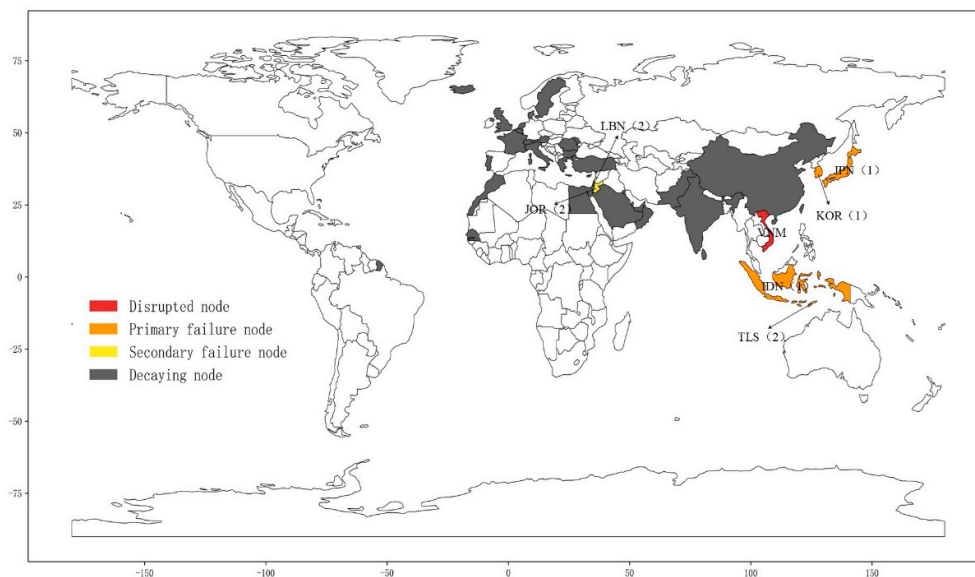 75
50
25
0
-25
-50
-75
LBN（2）
JPN（1）
JOR（2）
KOR（1）
VNM
IDN（1）
TLS（2）
Disrupted node
Primary failure node
Secondary failure node
Decaying node
-150
-100
-50
0
50
100
150